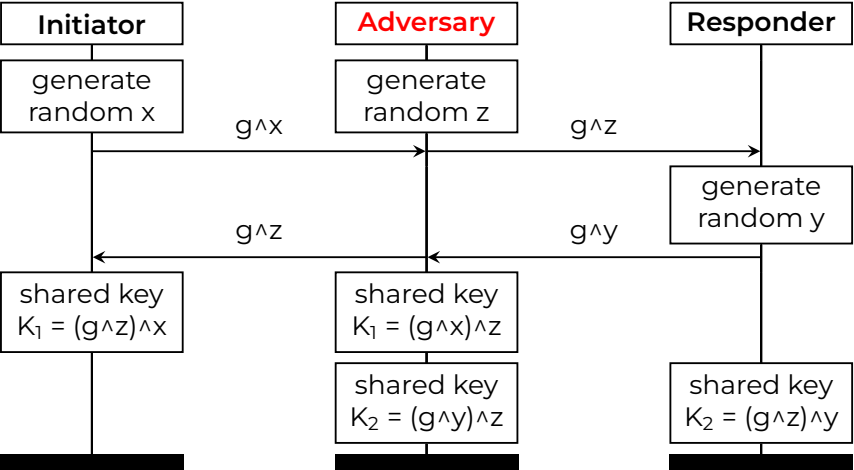 Initiator
Adversary
Responder
generate
random x
generate
random z
g^x
g^z
generate
random y
g^z
g^y
shared key
K₁ = (g^z)^x
shared key
K₁ = (g^x)^z
shared key
K₂ = (g^y)^z
shared key
K₂ = (g^z)^y